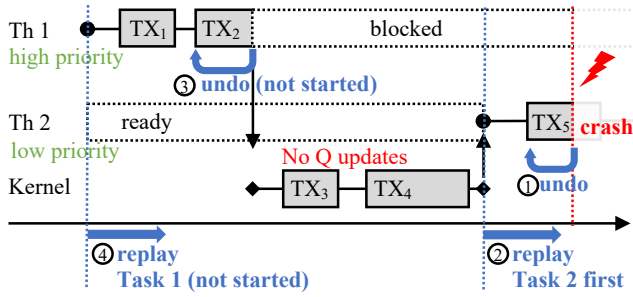 Th 1
TX₁
TX₂
blocked
high priority
③ undo (not started)
Th 2
ready
TX₅
crash
low priority
No Q updates
① undo
Kernel
TX₃
TX₄
④ replay
Task 1 (not started)
② replay
Task 2 first